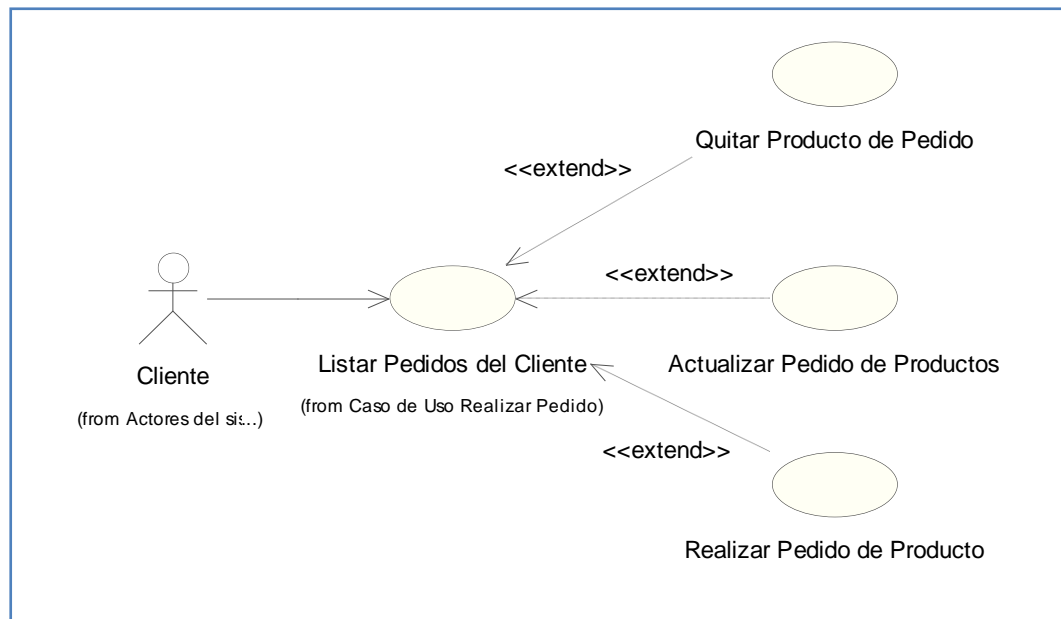 Quitar Producto de Pedido
<<extend>>
<<extend>>
Cliente
(from Actores del sis...)
Listar Pedidos del Cliente
(from Caso de Uso Realizar Pedido)
Actualizar Pedido de Productos
<<extend>>
Realizar Pedido de Producto